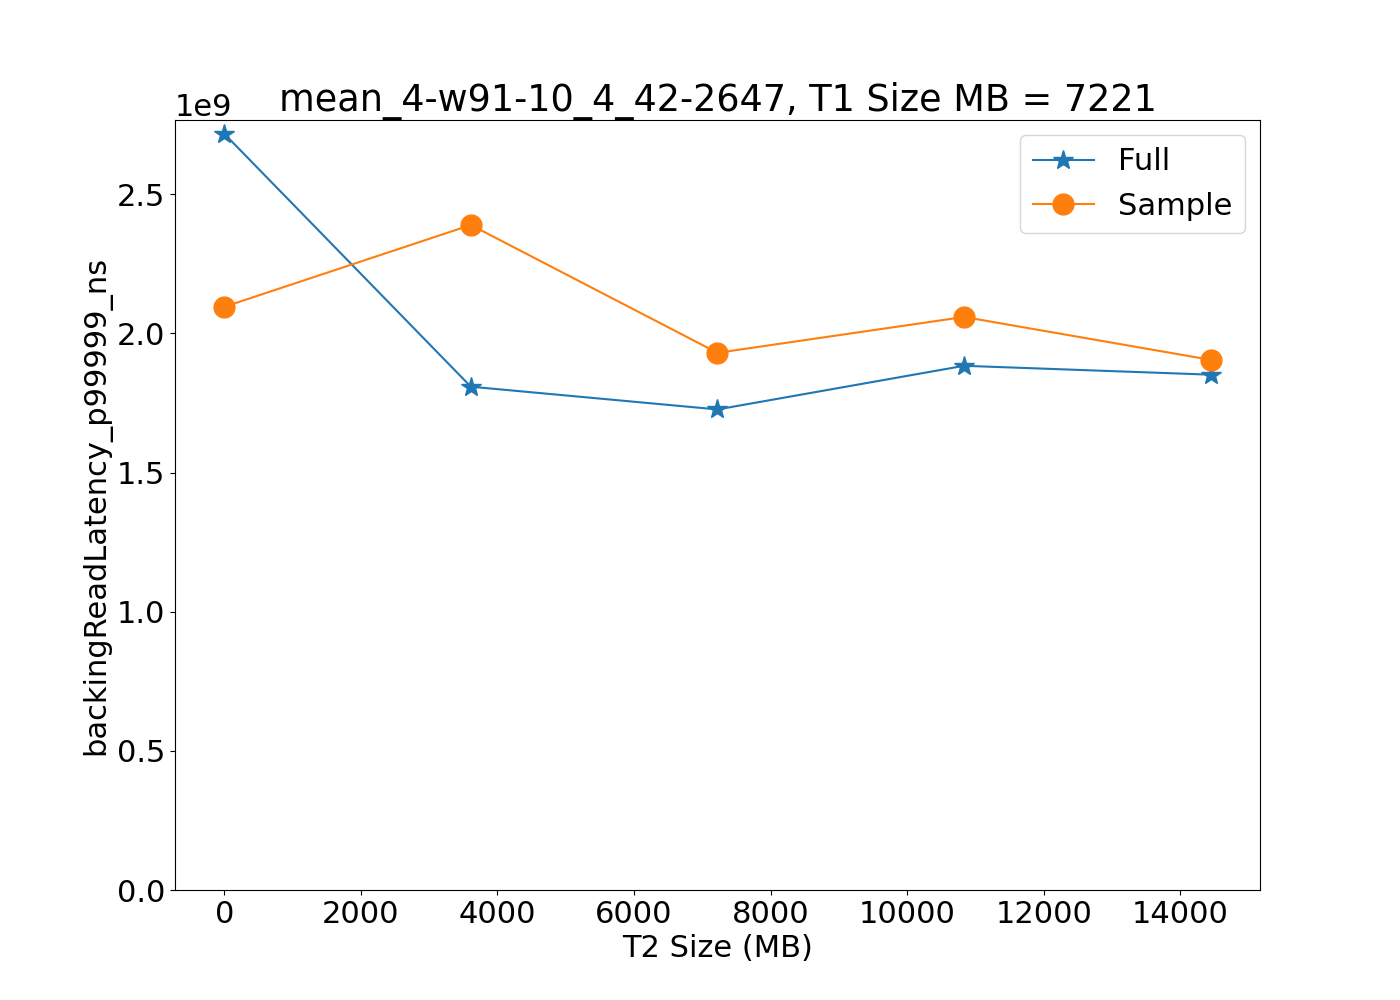 1e9
mean_4-w91-10_4_42-2647, T1 Size MB = 7221
Full
Sample
backingReadLatency_p99999_ns
2.5
2.0
1.5
1.0
0.5
0.0
0 2000 4000 6000 8000 10000 12000 14000
T2 Size (MB)